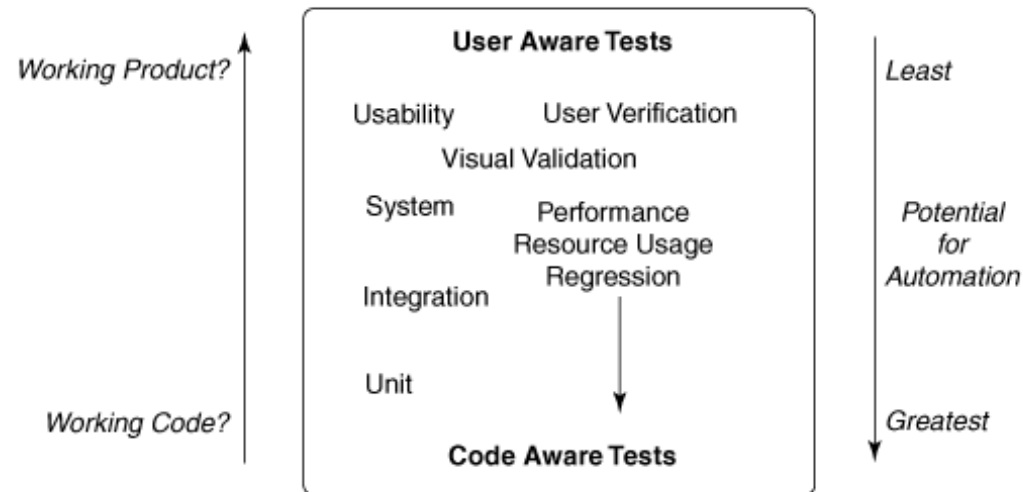 User Aware Tests
Working Product?
Least
Usability
User Verification
Visual Validation
System
Performance
Resource Usage
Regression
Potential
for
Automation
Integration
Unit
Working Code?
Greatest
Code Aware Tests